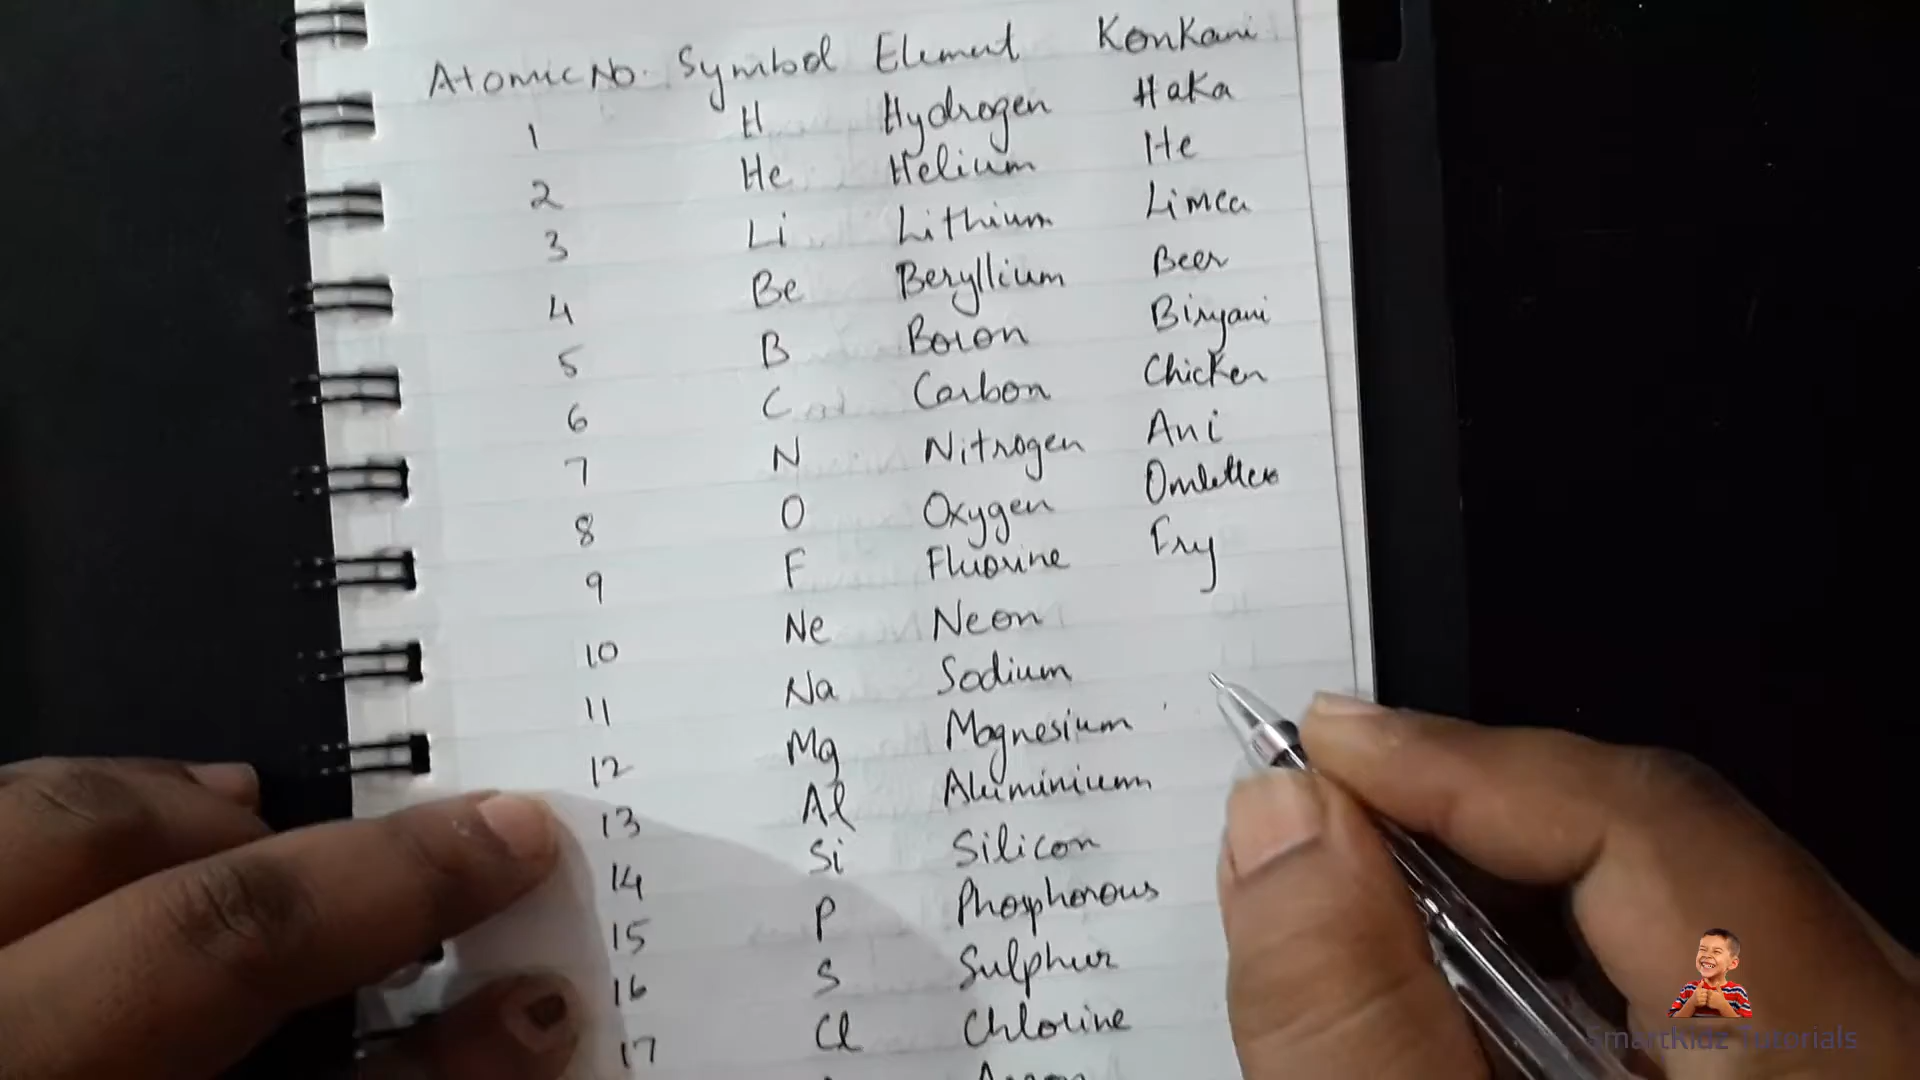 Atomic No. Symbol Element Konkani
1 H Hydrogen Haka
2 He Helium He
3 Li Lithium Limca
4 Be Beryllium Beer
5 B Boron Biryani
6 C Carbon Chicken
7 N Nitrogen Ani
8 O Oxygen
9 F Fluorine Fry
10 Ne Neon
11 Na Sodium
12 Mg Magnesium
13 Al Aluminium
14 Si Silicon
15 P Phosphorous
16 S Sulphur
17 Cl Chlorine
SmartKidz Tutorials